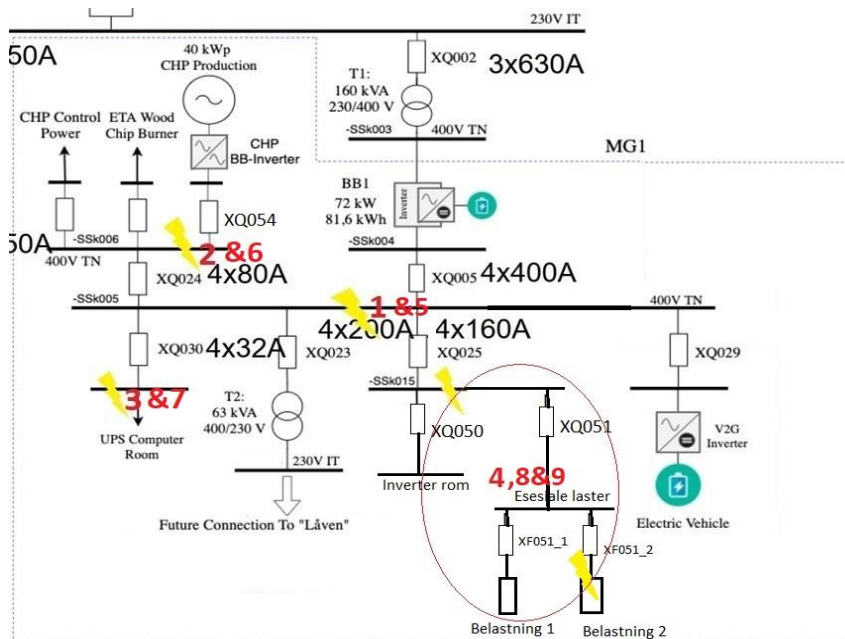 230V IT
50A
40 kWp
CHP Production
XQ002
3x630A
T1:
160 kVA
230/400 V
CHP Control
Power
ETA Wood
Chip Burner
CHP
BB-Inverter
-SSk003
400V TN
MG1
BB1
72 kW
81,6 kWh
Inverter
XQ054
-SSk006
50A
400V TN
2 &6
-SSk004
XQ024
4x80A
XQ005
4x400A
-SSk005
1 &5
400V TN
XQ030
4x32A
XQ023
4x200A
4x160A
XQ025
XQ029
3 &7
-SSk015
UPS Computer
Room
T2:
63 kVA
400/230 V
XQ050
XQ051
V2G
Inverter
230V IT
Inverter rom
4,8&9
Esesiale laster
Future Connection To "Låven"
Electric Vehicle
XF051_1
XF051_2
Belastning 1
Belastning 2